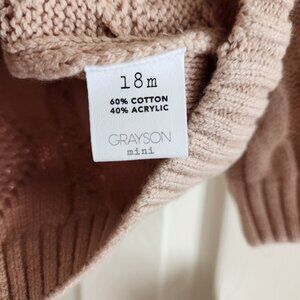 18m
60% COTTON
40% ACRYLIC
GRAYSON
mini